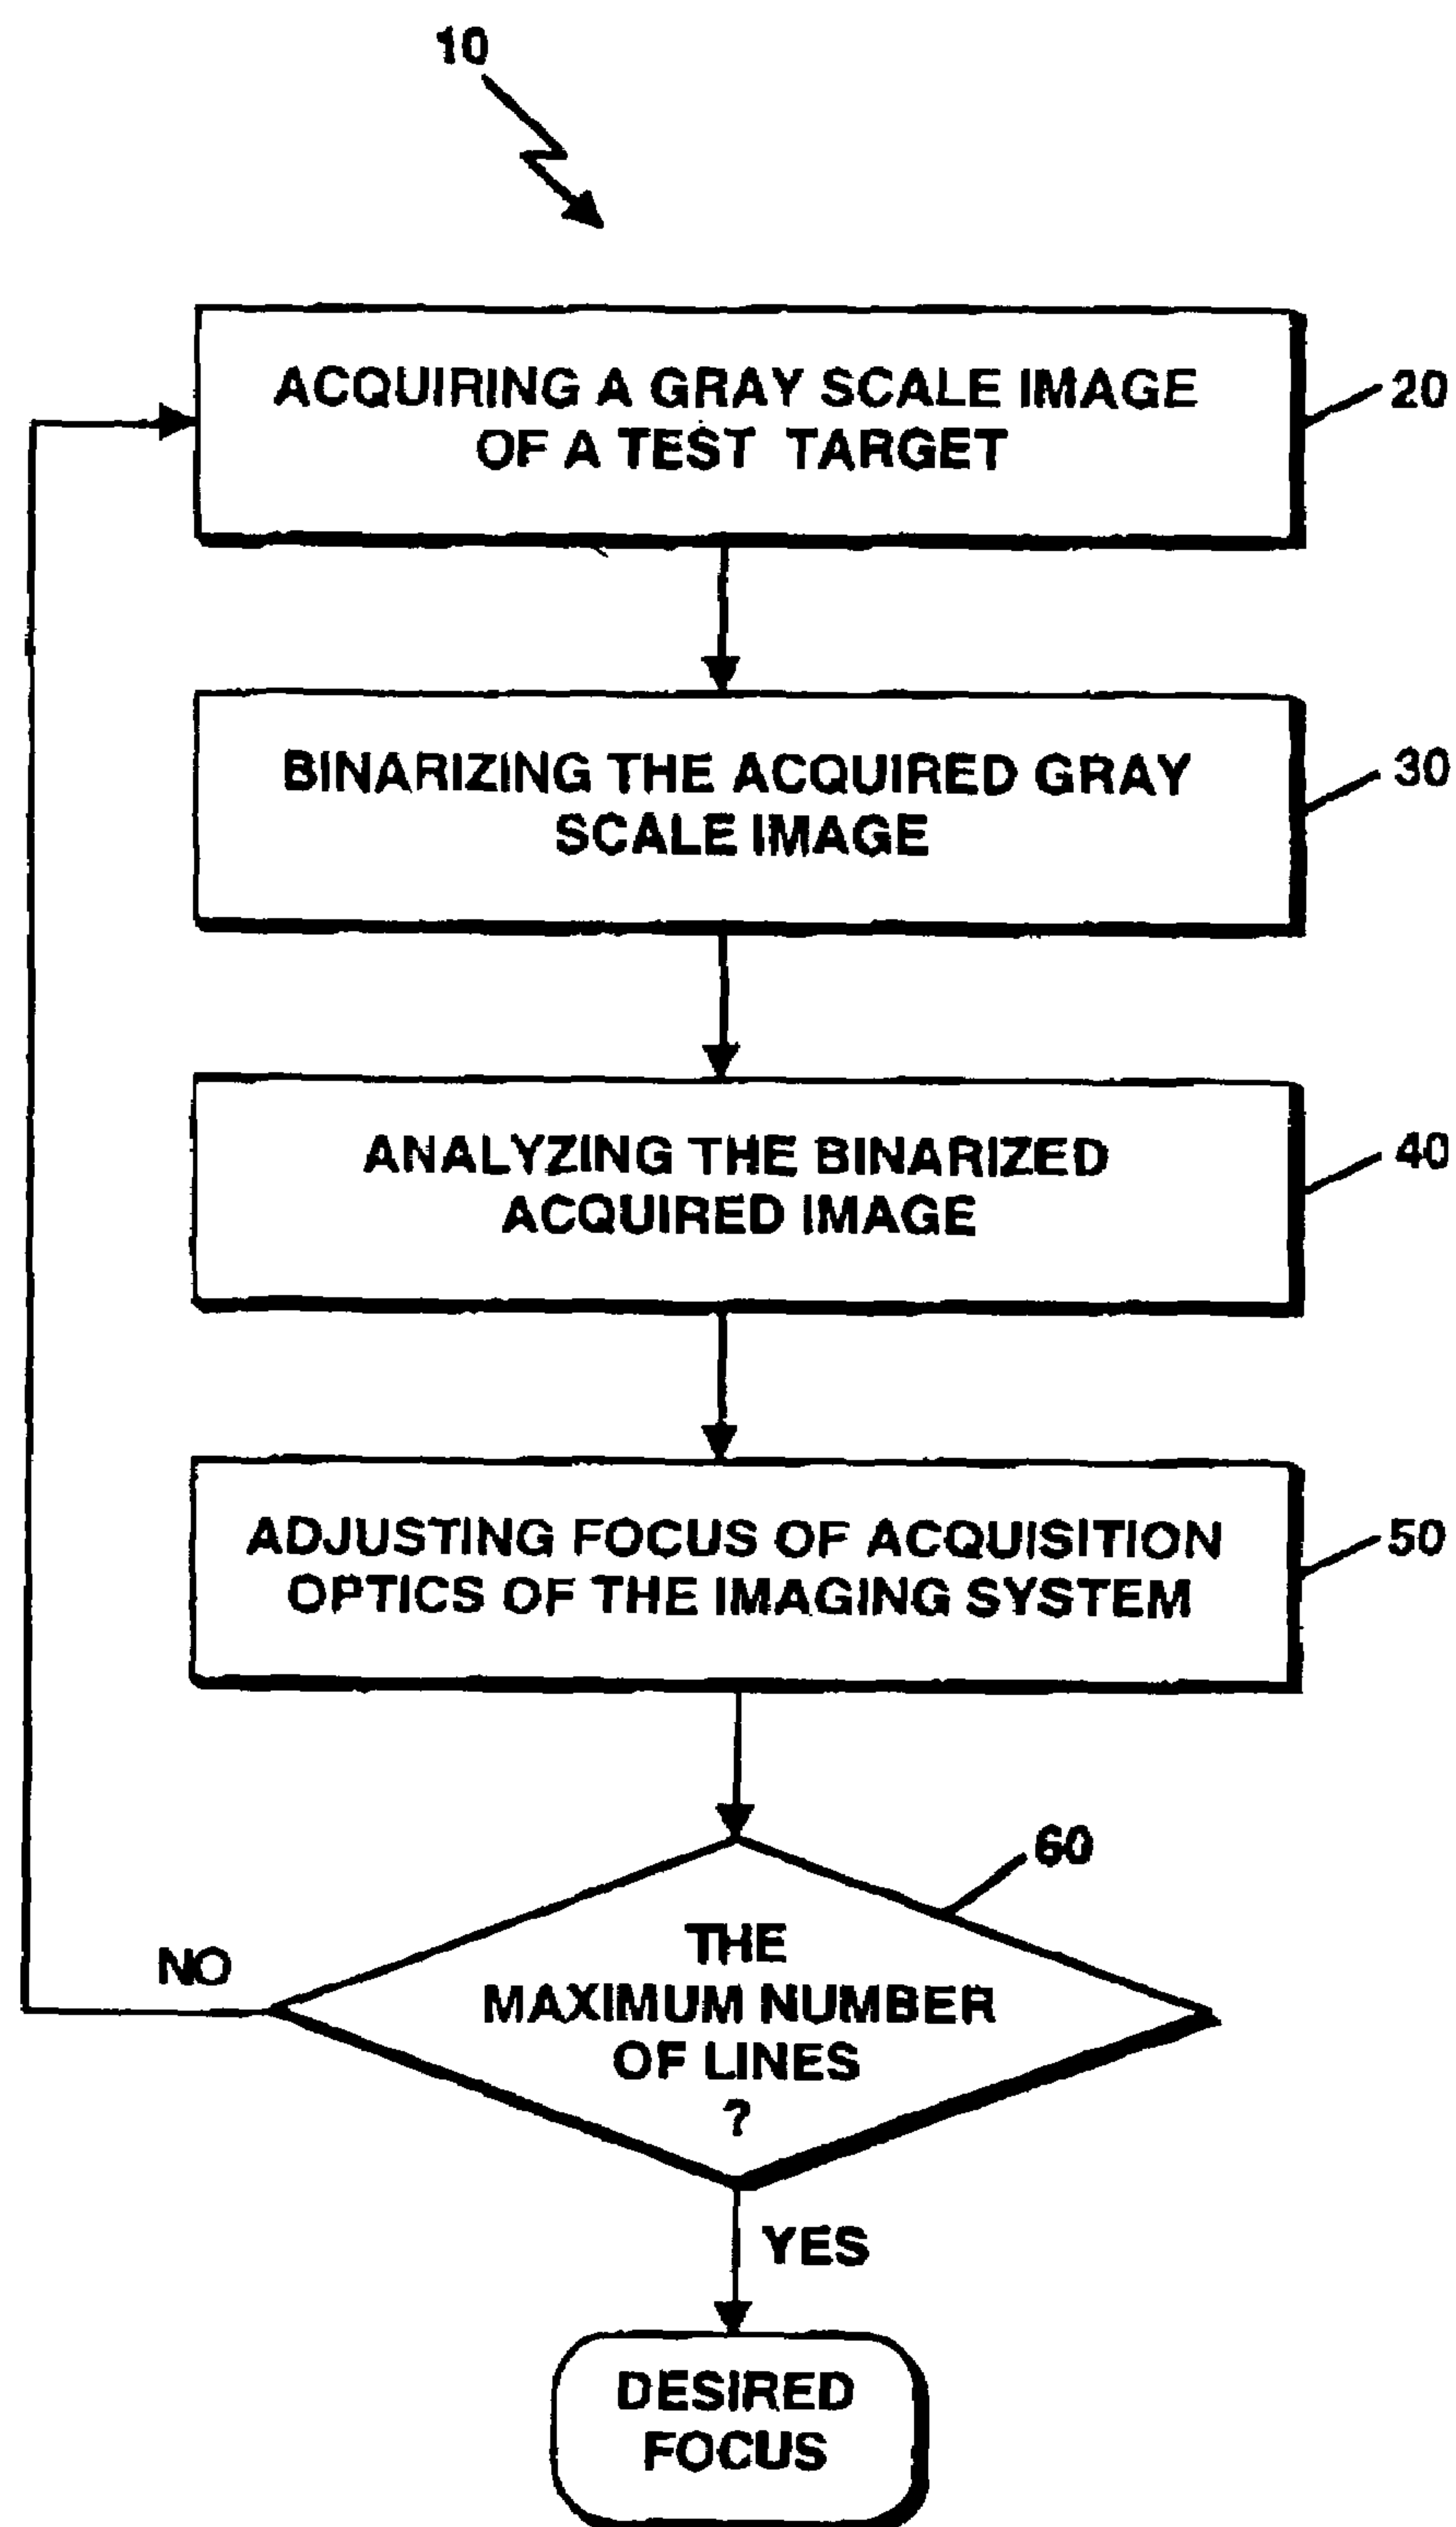 10
ACQUIRING A GRAY SCALE IMAGE
OF A TEST TARGET
20
BINARIZING THE ACQUIRED GRAY
SCALE IMAGE
30
ANALYZING THE BINARIZED
ACQUIRED IMAGE
40
ADJUSTING FOCUS OF ACQUISITION
OPTICS OF THE IMAGING SYSTEM
50
60
THE
MAXIMUM NUMBER
OF LINES
?
NO
YES
DESIRED
FOCUS